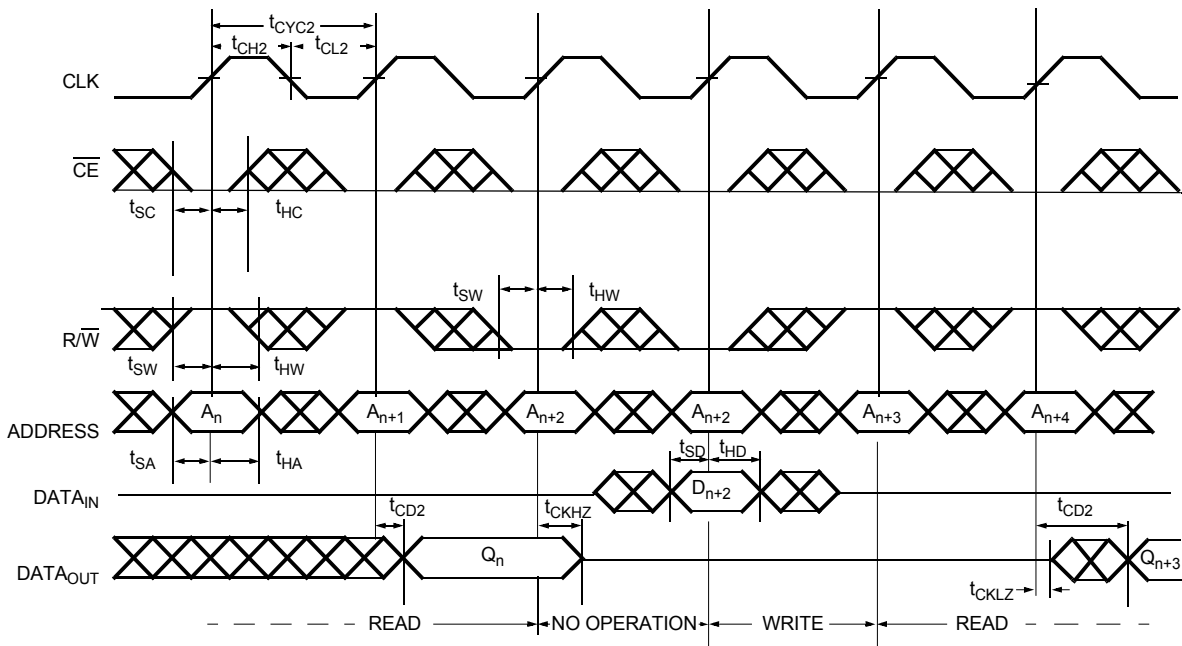 tCYC2
tCH2 tCL2
CLK
CE
tSC tHC
tSW tHW
R/W
tSW tHW
ADDRESS An An+1 An+2 An+2 An+3 An+4
tSA tHA tSD tHD
DATAIN Dn+2
tCD2 tCKHZ tCD2
DATAOUT Qn Qn+3
tCKLZ
READ NO OPERATION WRITE READ